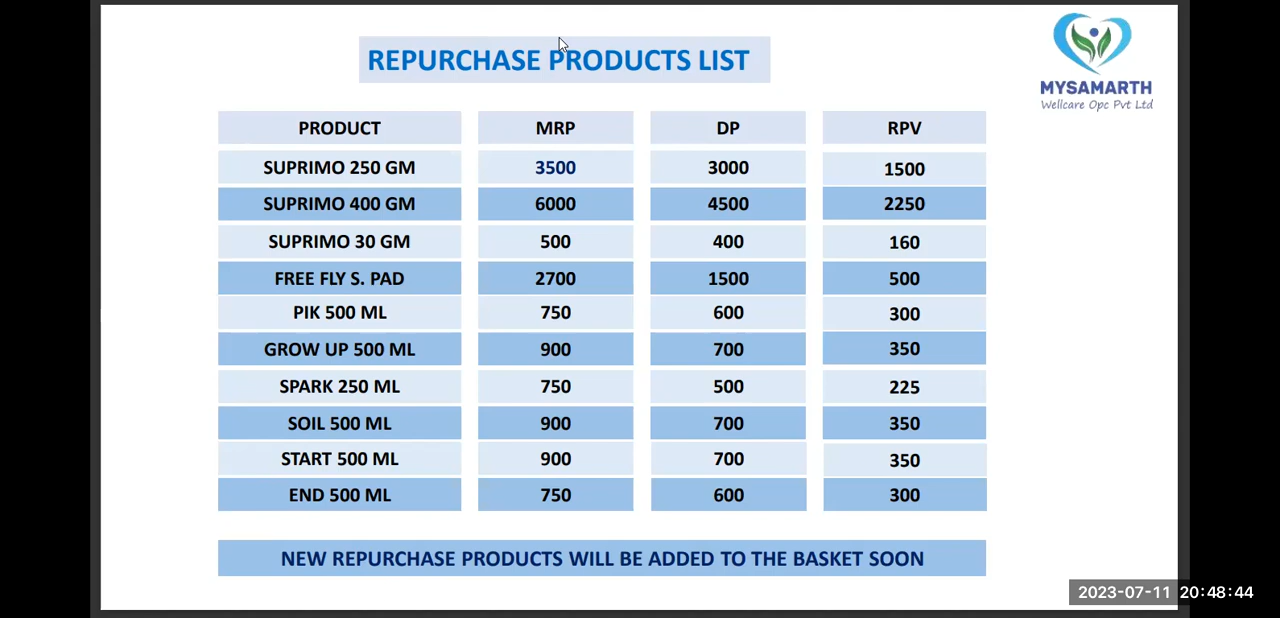 REPURCHASE PRODUCTS LIST
MYSAMARTH
Wellcare Opc Pvt Ltd
PRODUCT MRP DP RPV
SUPRIMO 250 GM 3500 3000 1500
SUPRIMO 400 GM 6000 4500 2250
SUPRIMO 30 GM 500 400 160
FREE FLY S. PAD 2700 1500 500
PIK 500 ML 750 600 300
GROW UP 500 ML 900 700 350
SPARK 250 ML 750 500 225
SOIL 500 ML 900 700 350
START 500 ML 900 700 350
END 500 ML 750 600 300
NEW REPURCHASE PRODUCTS WILL BE ADDED TO THE BASKET SOON
2023-07-11 20:48:44